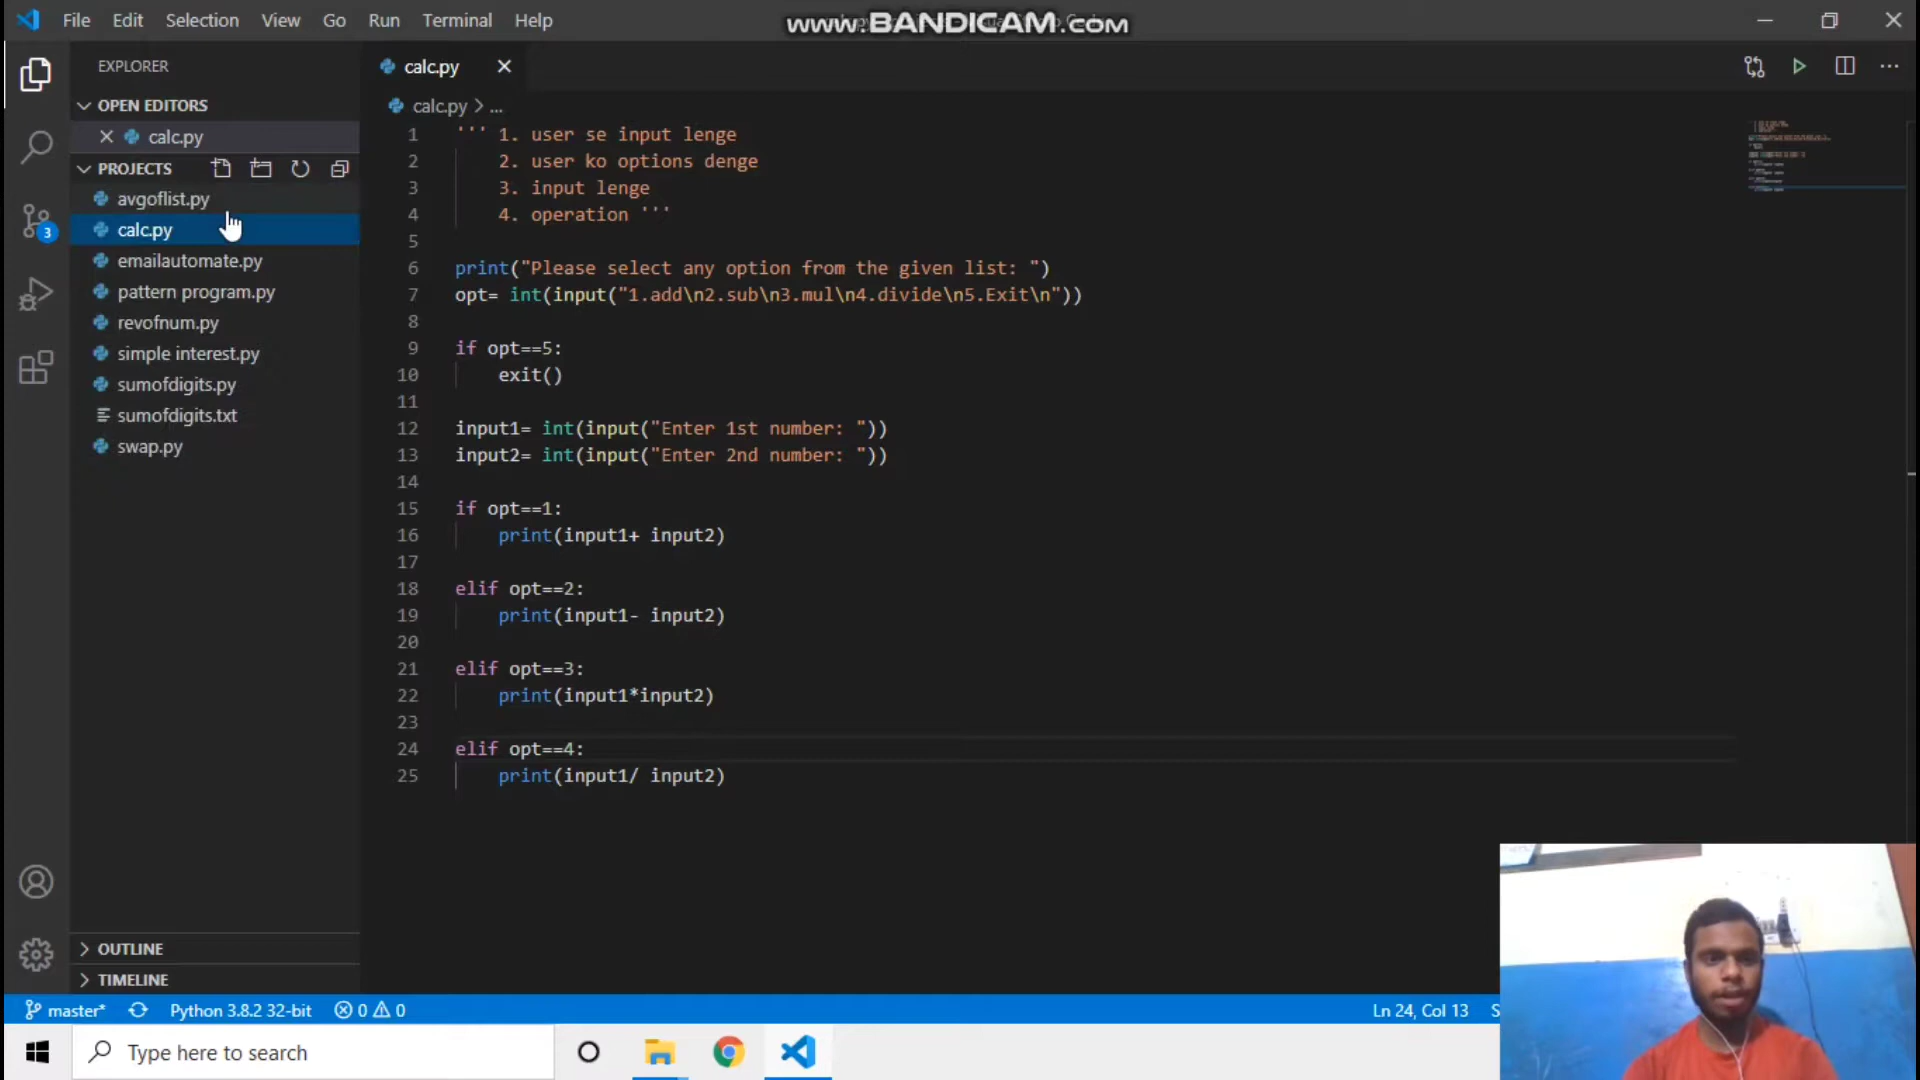 File Edit Selection View Go Run Terminal Help
www.BANDICAM.com
EXPLORER
OPEN EDITORS
calc.py
PROJECTS
avgoflist.py
calc.py
emailautomate.py
pattern program.py
revofnum.py
simple interest.py
sumofdigits.py
sumofdigits.txt
swap.py
OUTLINE
TIMELINE
3
calc.py
calc.py > ...
1 ''' 1. user se input lenge
2 2. user ko options denge
3 3. input lenge
4 4. operation '''
5
6 print("Please select any option from the given list: ")
7 opt= int(input("1.add\n2.sub\n3.mul\n4.divide\n5.Exit\n"))
8
9 if opt==5:
10 exit()
11
12 input1= int(input("Enter 1st number: "))
13 input2= int(input("Enter 2nd number: "))
14
15 if opt==1:
16 print(input1+ input2)
17
18 elif opt==2:
19 print(input1- input2)
20
21 elif opt==3:
22 print(input1*input2)
23
24 elif opt==4:
25 print(input1/ input2)
master* Python 3.8.2 32-bit 0 0 Ln 24, Col 13 S
Type here to search